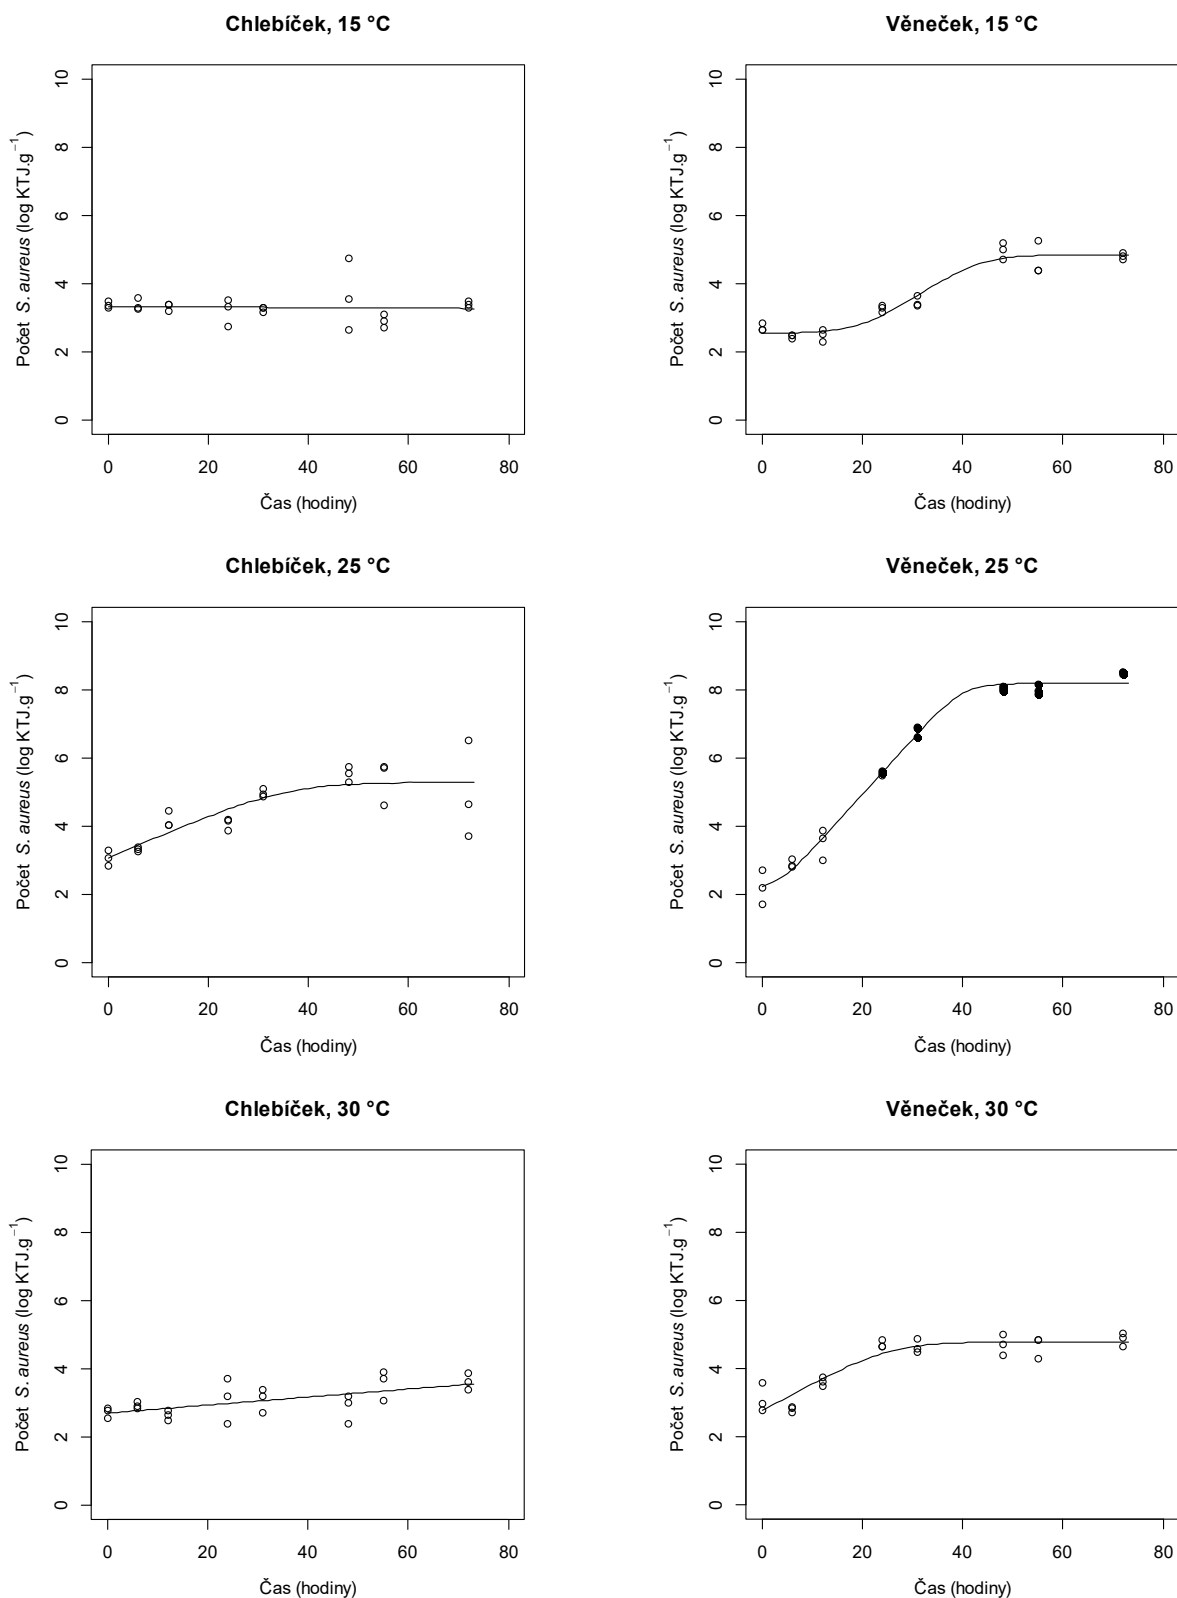 Chlebíček, 15 °C
Počet S. aureus (log KTJ.g⁻¹)
10
8
6
4
2
0
0 20 40 60 80
Čas (hodiny)
Věneček, 15 °C
Počet S. aureus (log KTJ.g⁻¹)
10
8
6
4
2
0
0 20 40 60 80
Čas (hodiny)
Chlebíček, 25 °C
Počet S. aureus (log KTJ.g⁻¹)
10
8
6
4
2
0
0 20 40 60 80
Čas (hodiny)
Věneček, 25 °C
Počet S. aureus (log KTJ.g⁻¹)
10
8
6
4
2
0
0 20 40 60 80
Čas (hodiny)
Chlebíček, 30 °C
Počet S. aureus (log KTJ.g⁻¹)
10
8
6
4
2
0
0 20 40 60 80
Čas (hodiny)
Věneček, 30 °C
Počet S. aureus (log KTJ.g⁻¹)
10
8
6
4
2
0
0 20 40 60 80
Čas (hodiny)